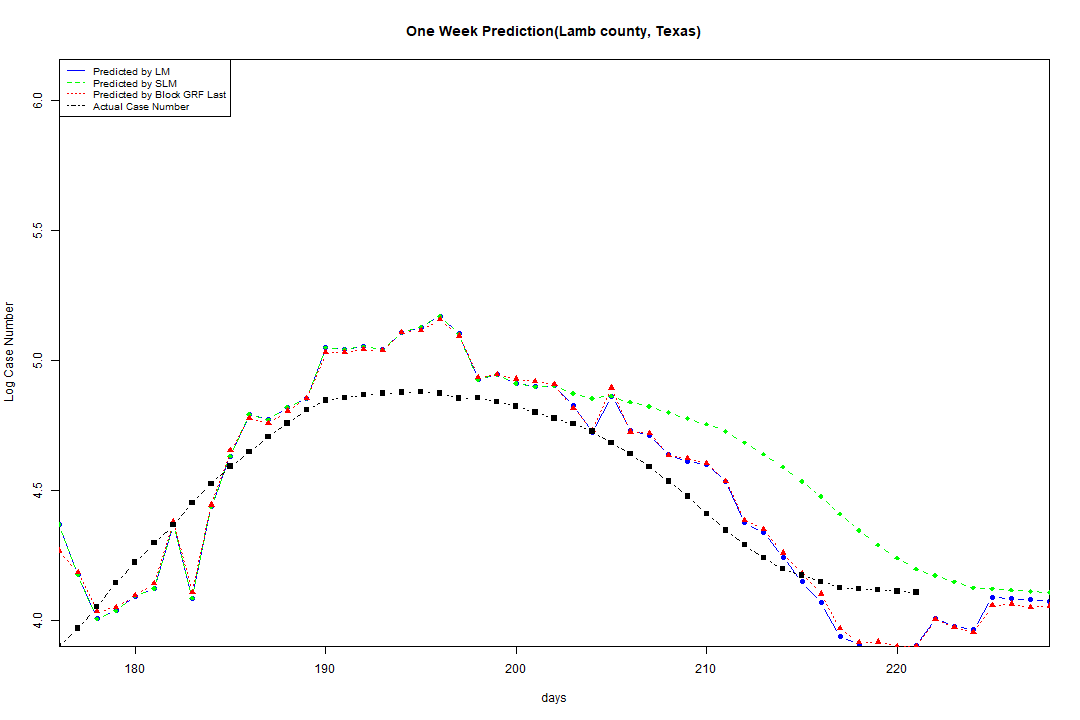 One Week Prediction(Lamb county, Texas)
Predicted by LM
Predicted by SLM
Predicted by Block GRF Last
Actual Case Number
6.0
5.5
5.0
4.5
4.0
Log Case Number
180 190 200 210 220
days